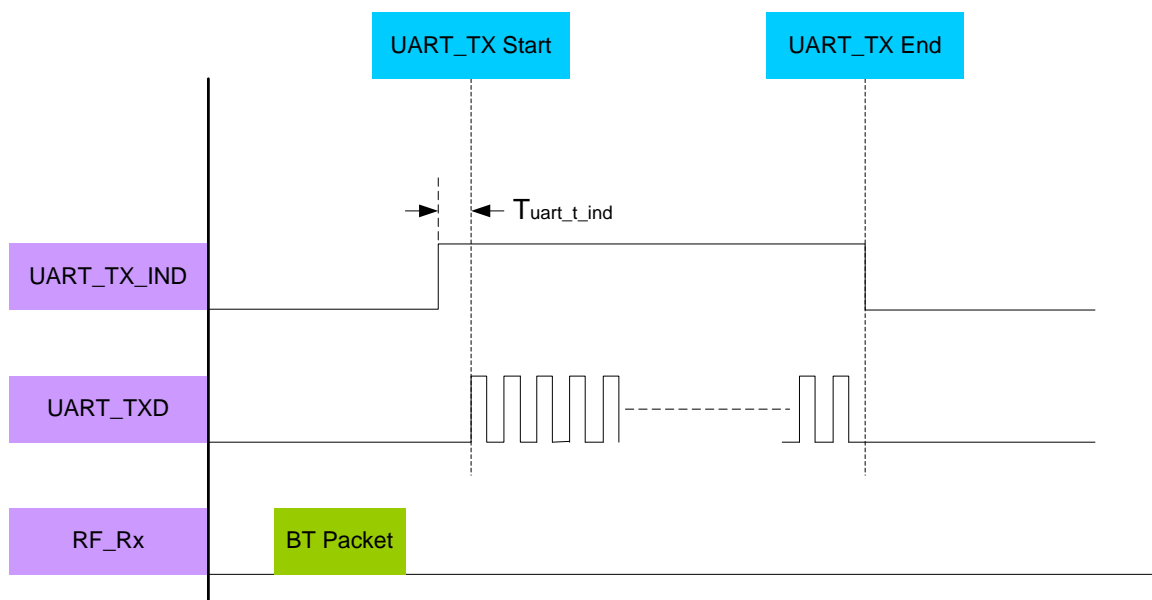 UART_TX Start
UART_TX End
Tuart_t_ind
UART_TX_IND
UART_TXD
RF_Rx
BT Packet